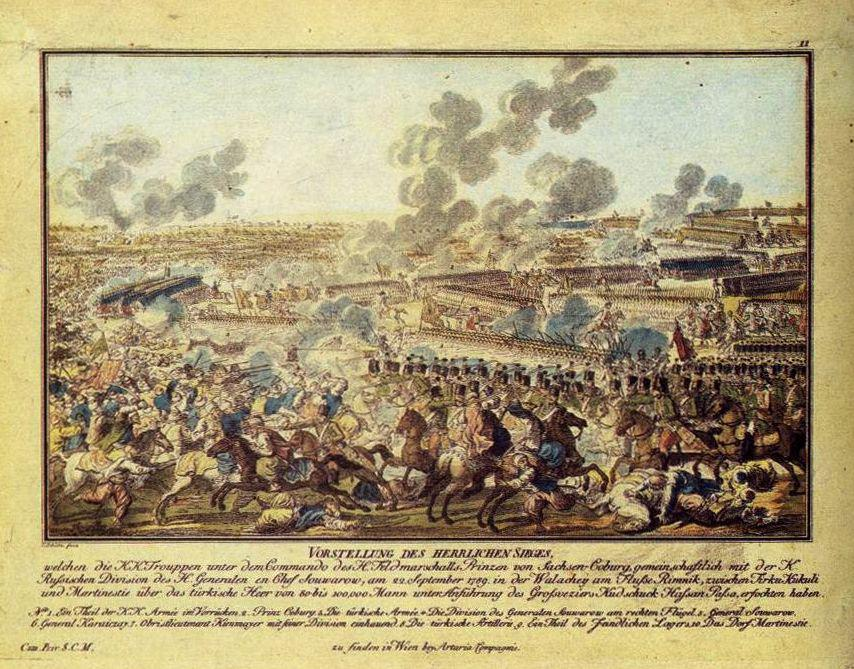 11
VORSTELLUNG DES HERRLICHEN SIEGES,
welchen die K.K. Trouppen unter dem Commando des H. Feldmarschalls Prinzen von Sachsen-Coburg, gemeinschaftlich mit der K.
Russischen Division des H. Generalen en Chef Souwarow, am 22. September 1789. in der Walachey am Fluße Rimnik, zwischen Forku Kukuli
und Martinestie über das türkische Heer von 80 bis 100,000 Mann unter Anführung des Grosveziers Kudschuck Hassan Passa, erfochten haben.
N.º 1. Ein Theil der K.K. Armée im Vorrücken. 2. Prinz Coburg. 3. Die türkische Armée. 4. Die Division des Generalen Souwarow am rechten Flügel. 5. General Souwarow.
6. General Karaiczay. 7. Obristlieutnant Kienmayer mit seiner Division einhauend. 8. Die türkische Artillerie. 9. Ein Theil des Feindlichen Lagers. 10. Das Dorf Martinestie.
Cum Priv. S. C. M.
zu finden in Wien bey Artaria Compagnie.